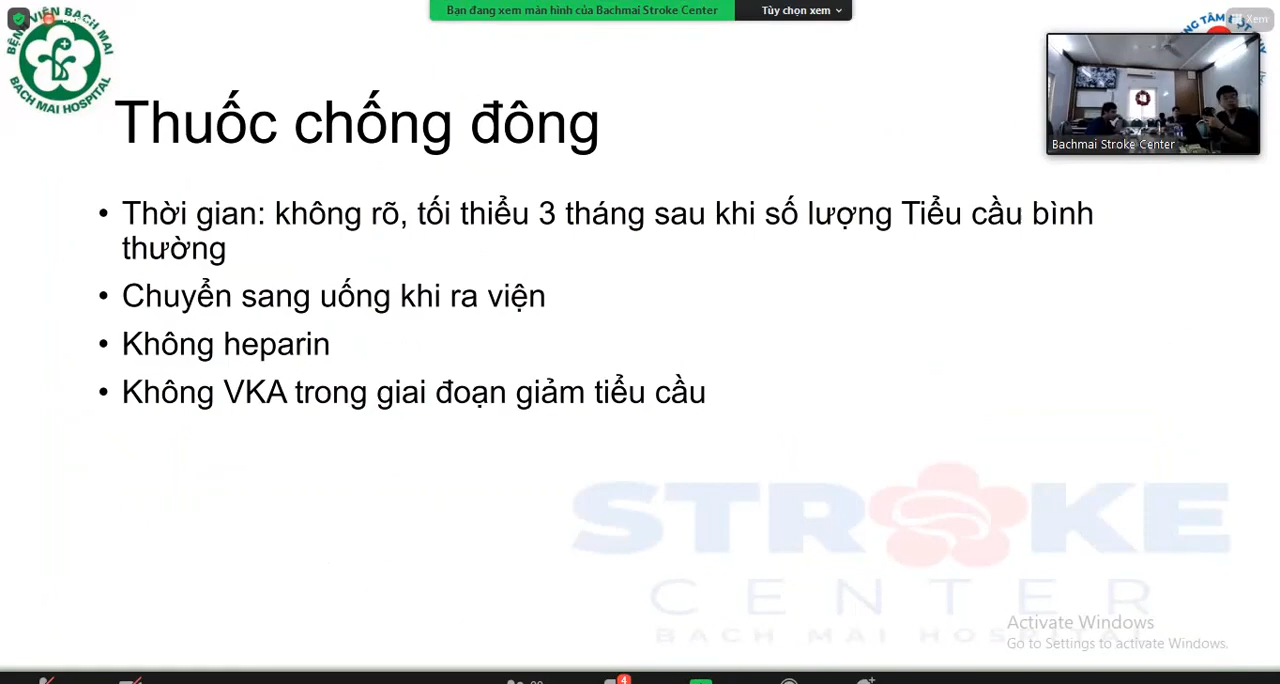 Bạn đang xem màn hình của Bachmai Stroke Center
Tùy chọn xem
Xem
BỆNH VIỆN BẠCH MAI
BACH MAI HOSPITAL
Bachmai Stroke Center
Thuốc chống đông
• Thời gian: không rõ, tối thiểu 3 tháng sau khi số lượng Tiểu cầu bình
thường
• Chuyển sang uống khi ra viện
• Không heparin
• Không VKA trong giai đoạn giảm tiểu cầu
STROKE
CENTER
BACH MAI HOSPITAL
Activate Windows
Go to Settings to activate Windows.
4